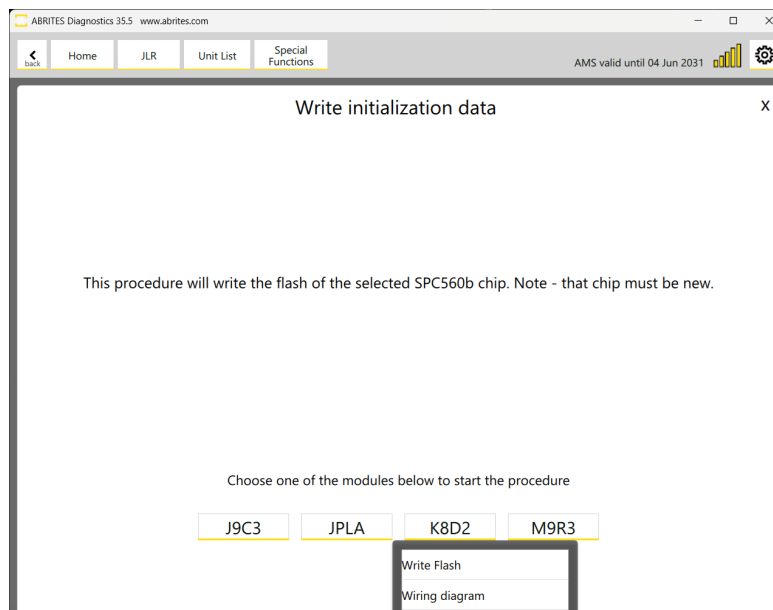 ABRITES Diagnostics 35.5 www.abrites.com
back
Home
JLR
Unit List
Special
Functions
AMS valid until 04 Jun 2031
Write initialization data
X
This procedure will write the flash of the selected SPC560b chip. Note - that chip must be new.
Choose one of the modules below to start the procedure
J9C3
JPLA
K8D2
M9R3
Write Flash
Wiring diagram